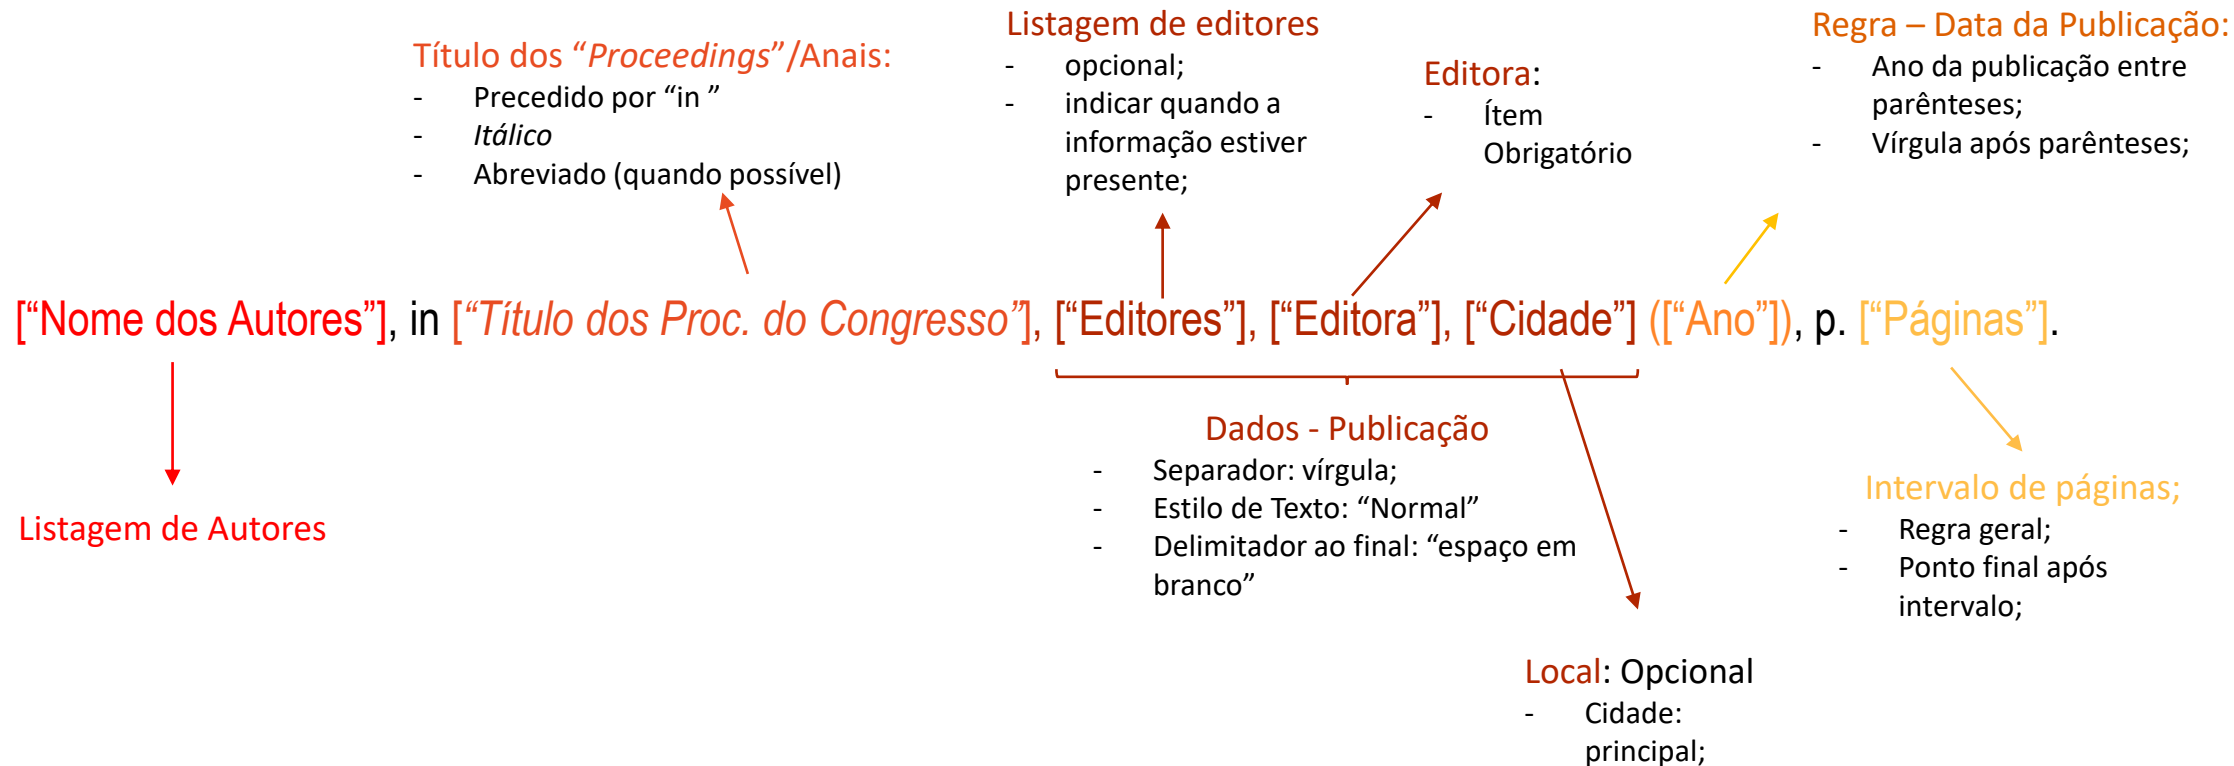 Título dos “Proceedings”/Anais:
- Precedido por “in ”
- Itálico
- Abreviado (quando possível)
Listagem de editores
- opcional;
- indicar quando a
informação estiver
presente;
Editora:
- Ítem
Obrigatório
Regra – Data da Publicação:
- Ano da publicação entre
parênteses;
- Vírgula após parênteses;
[“Nome dos Autores”], in [“Título dos Proc. do Congresso”], [“Editores”], [“Editora”], [“Cidade”] ([“Ano”]), p. [“Páginas”].
Listagem de Autores
Dados - Publicação
- Separador: vírgula;
- Estilo de Texto: “Normal”
- Delimitador ao final: “espaço em
branco”
Intervalo de páginas;
- Regra geral;
- Ponto final após
intervalo;
Local: Opcional
- Cidade:
principal;